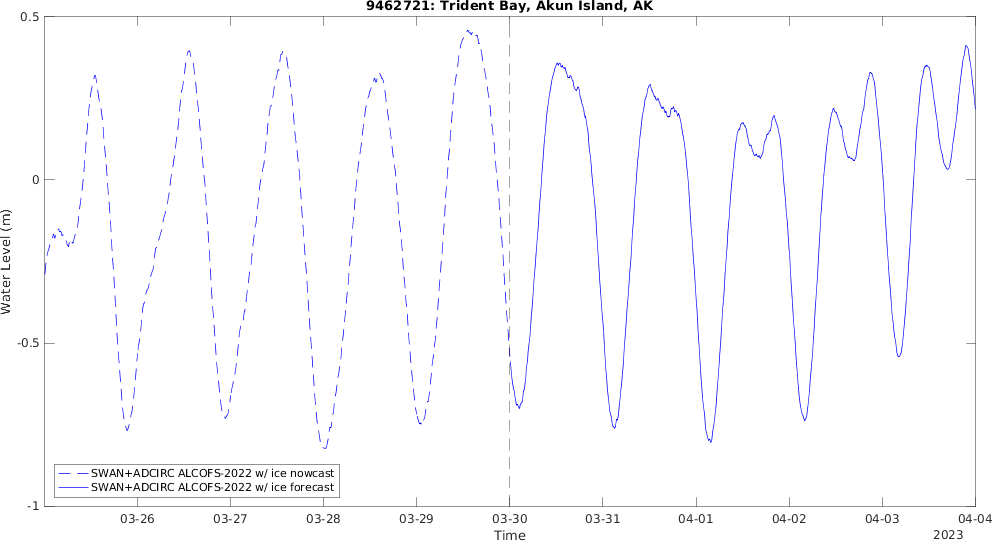 9462721: Trident Bay, Akun Island, AK
0.5
0
-0.5
-1
Water Level (m)
SWAN+ADCIRC ALCOFS-2022 w/ ice nowcast
SWAN+ADCIRC ALCOFS-2022 w/ ice forecast
03-26 03-27 03-28 03-29 03-30 03-31 04-01 04-02 04-03 04-04
Time
2023